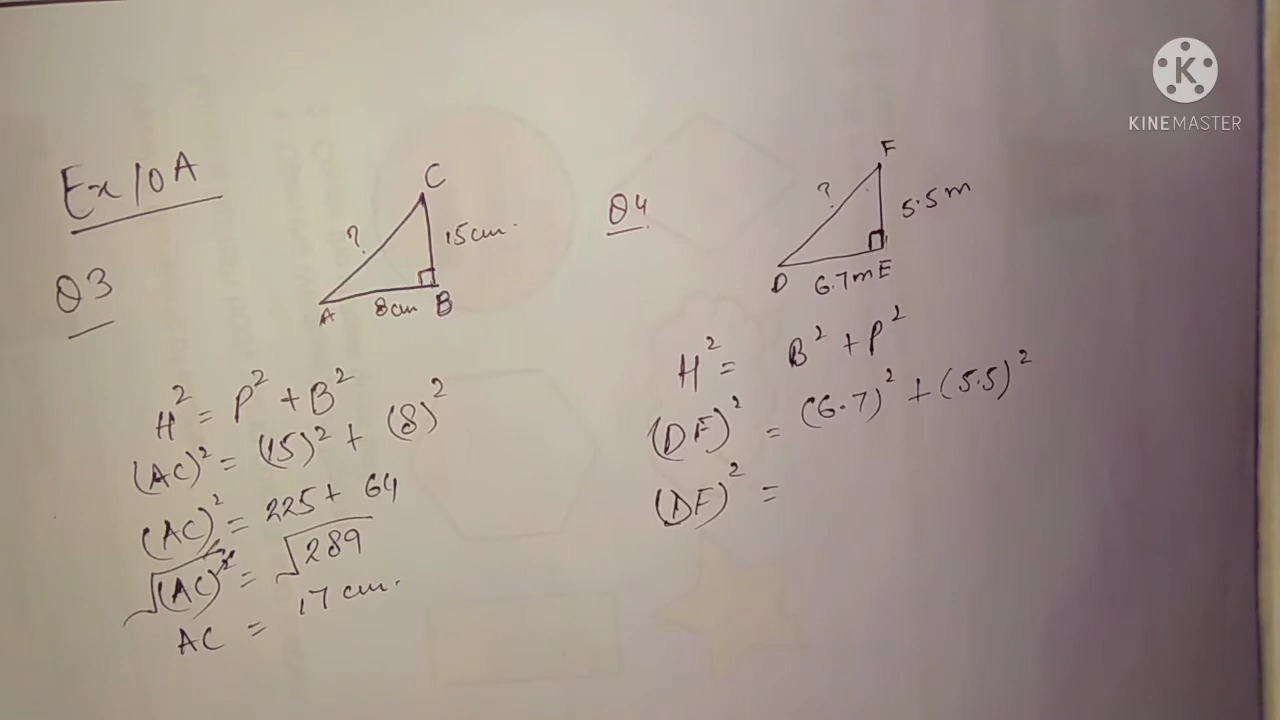 Ex 10A
Q3
C
?
15cm.
A
8cm
B
H² = P² + B²
(AC)² = (15)² + (8)²
(AC)² = 225 + 64
√(AC)² = √289
AC = 17 cm.
Q4
F
?
5.5m
D
6.7m
E
H² = B² + P²
(DF)² = (6.7)² + (5.5)²
(DF)² =
K
KINEMASTER